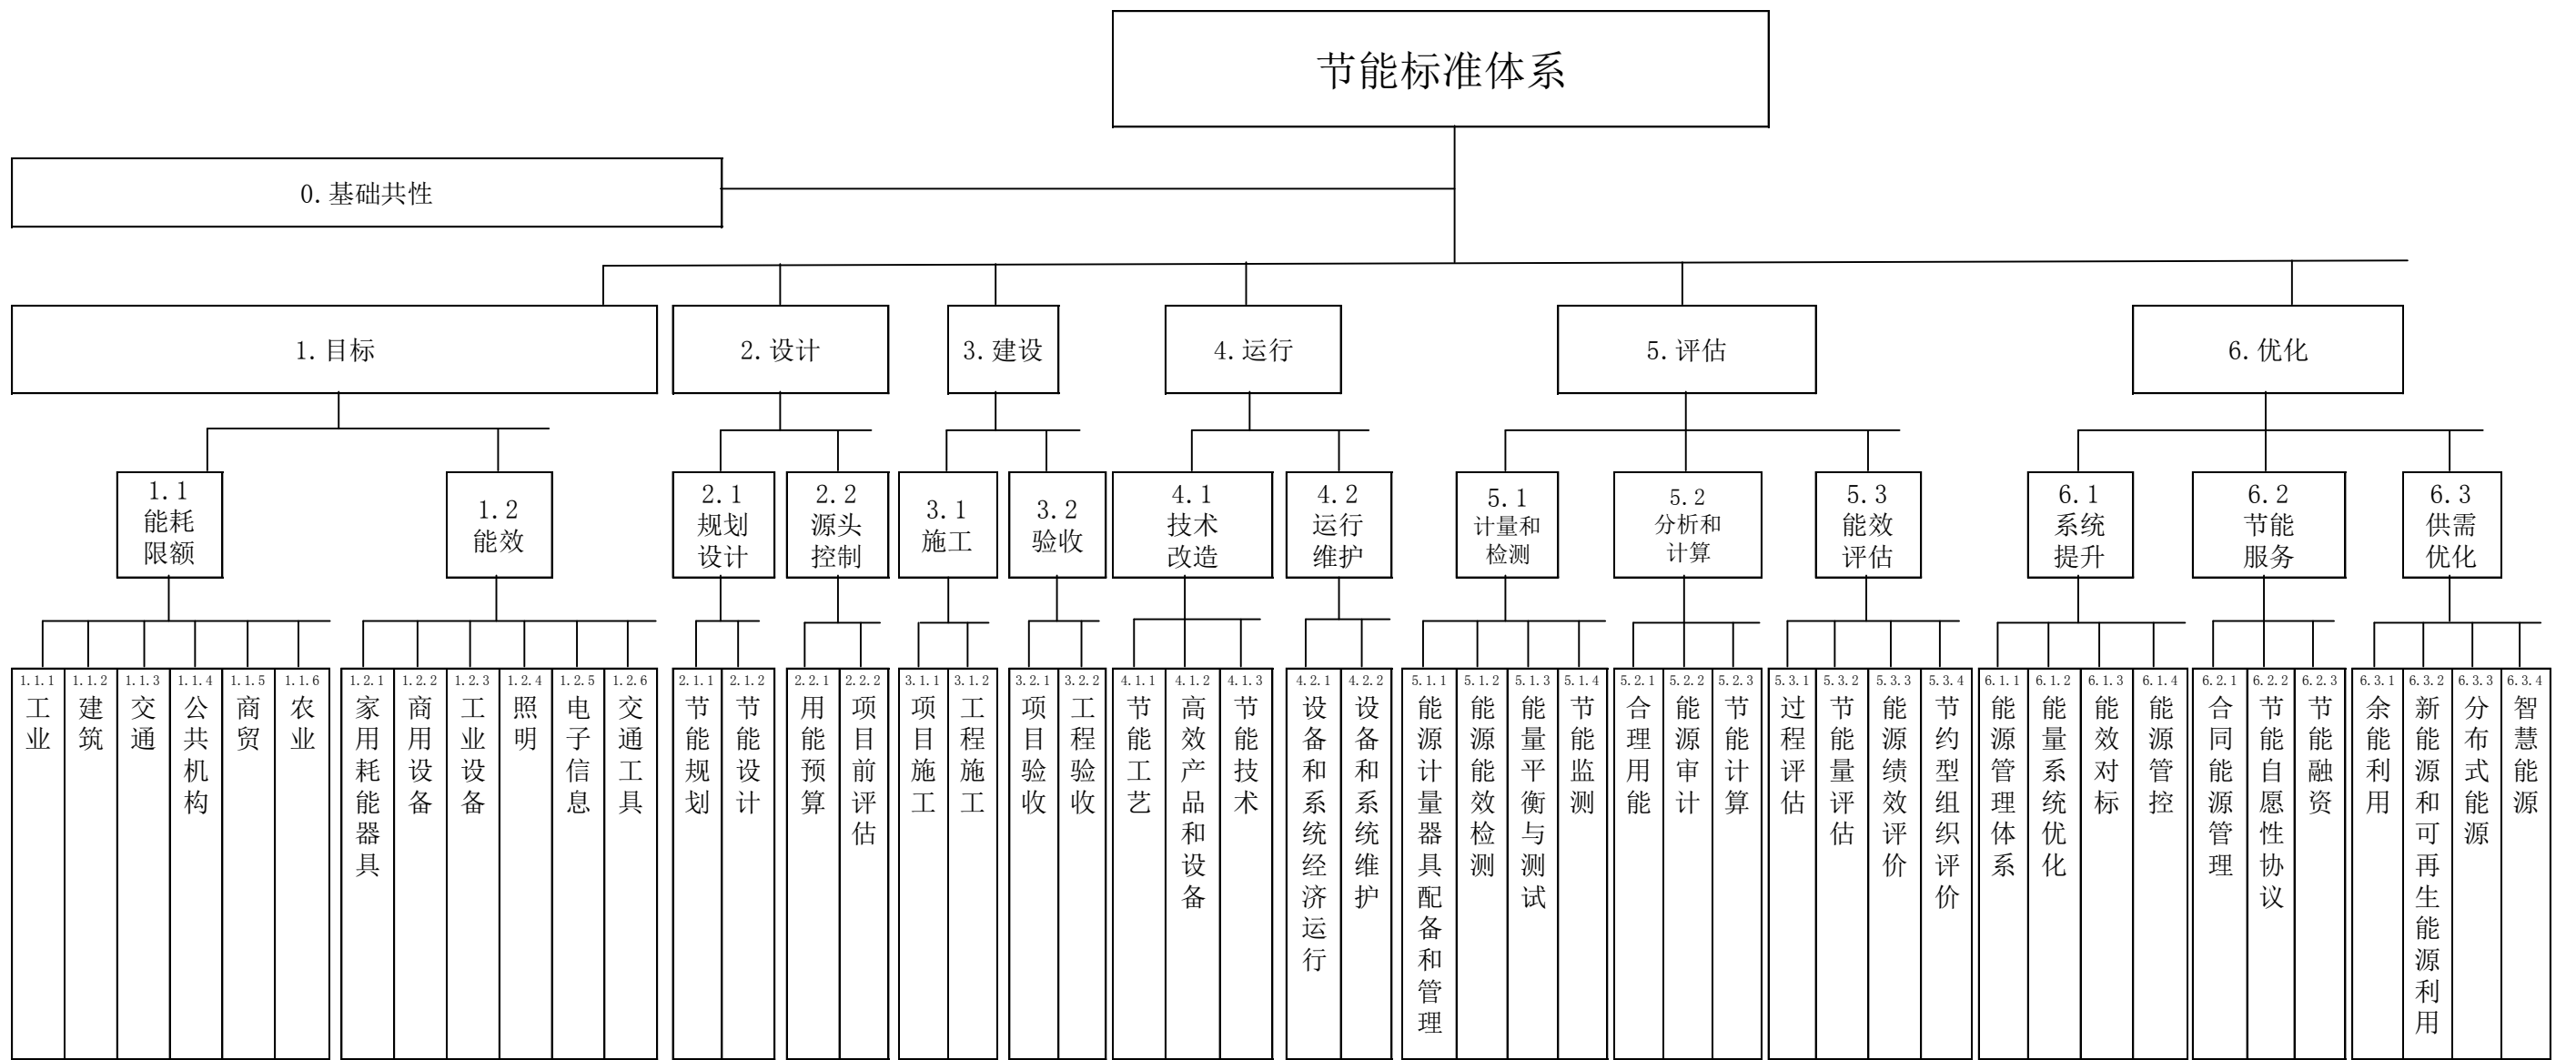 节能标准体系
0.基础共性
1.目标
2.设计
3.建设
4.运行
5.评估
6.优化
1.1
能耗
限额
1.2
能效
2.1
规划
设计
2.2
源头
控制
3.1
施工
3.2
验收
4.1
技术
改造
4.2
运行
维护
5.1
计量和
检测
5.2
分析和
计算
5.3
能效
评估
6.1
系统
提升
6.2
节能
服务
6.3
供需
优化
1.1.1
工业
1.1.2
建筑
1.1.3
交通
1.1.4
公共机构
1.1.5
商贸
1.1.6
农业
1.2.1
家用耗能器具
1.2.2
商用设备
1.2.3
工业设备
1.2.4
照明
1.2.5
电子信息
1.2.6
交通工具
2.1.1
节能规划
2.1.2
节能设计
2.2.1
用能预算
2.2.2
项目前评估
3.1.1
项目施工
3.1.2
工程施工
3.2.1
项目验收
3.2.2
工程验收
4.1.1
节能工艺
4.1.2
高效产品和设备
4.1.3
节能技术
4.2.1
设备和系统经济运行
4.2.2
设备和系统维护
5.1.1
能源计量器具配备和管理
5.1.2
能源能效检测
5.1.3
能量平衡与测试
5.1.4
节能监测
5.2.1
合理用能
5.2.2
能源审计
5.2.3
节能计算
5.3.1
过程评估
5.3.2
节能量评估
5.3.3
能源绩效评价
5.3.4
节约型组织评价
6.1.1
能源管理体系
6.1.2
能量系统优化
6.1.3
能效对标
6.1.4
能源管控
6.2.1
合同能源管理
6.2.2
节能自愿性协议
6.2.3
节能融资
6.3.1
余能利用
6.3.2
新能源和可再生能源利用
6.3.3
分布式能源
6.3.4
智慧能源